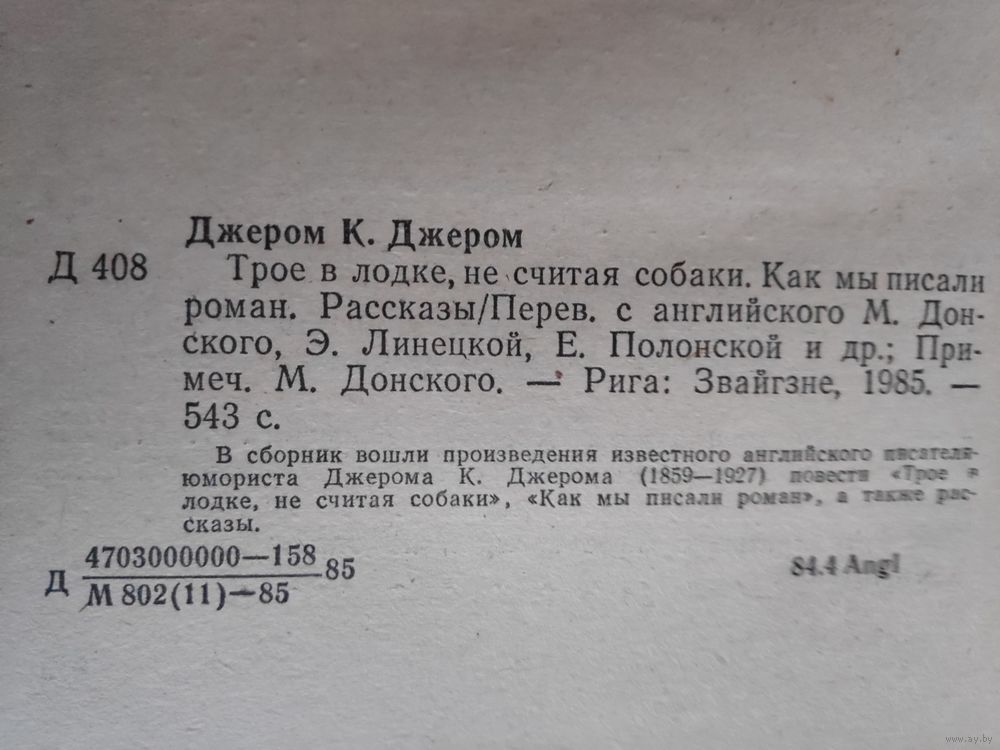 Джером К. Джером
Д 408 Трое в лодке, не считая собаки. Как мы писали
роман. Рассказы/Перев. с английского М. Дон-
ского, Э. Линецкой, Е. Полонской и др.; При-
меч. М. Донского. — Рига: Звайгзне, 1985. —
543 с.
В сборник вошли произведения известного английского писателя-
юмориста Джерома К. Джерома (1859—1927) повести «Трое в
лодке, не считая собаки», «Как мы писали роман», а также рас-
сказы.
4703000000—158
Д 85
М 802(11)—85
84.4 Angl
www.ay.by